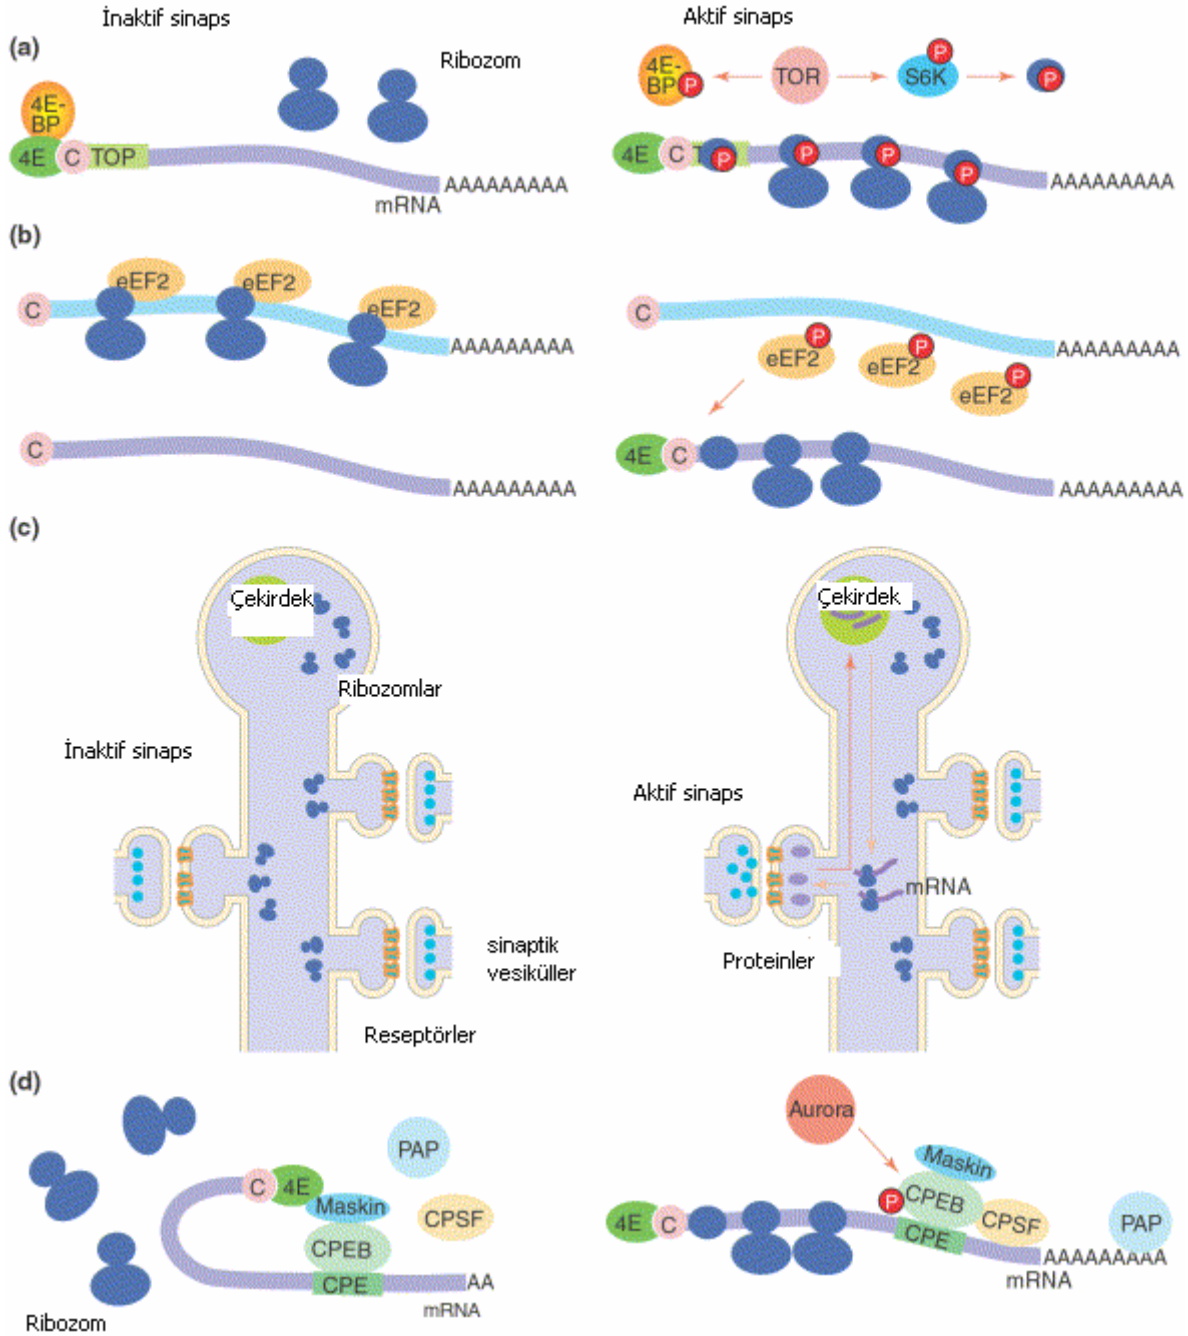 İnaktif sinaps
Aktif sinaps
(a)
Ribozom
4E-
BP
4E C TOP
AAAAAAAAA
mRNA
4E-
BP P
TOR
S6K
P
P
4E C T P
P P P
AAAAAAAAA
(b)
eEF2 eEF2 eEF2
C
AAAAAAAAA
C
AAAAAAAAA
C
AAAAAAAAA
P P P
eEF2 eEF2 eEF2
4E C
AAAAAAAAA
(c)
Çekirdek
Ribozomlar
İnaktif sinaps
sinaptik
vesiküller
Reseptörler
Çekirdek
Aktif sinaps
mRNA
Proteinler
(d)
PAP
C 4E
Maskin
CPSF
CPEB
CPE
AA
mRNA
Ribozom
Aurora
Maskin
P CPEB
CPSF
PAP
4E C
CPE
AAAAAAAAA
mRNA